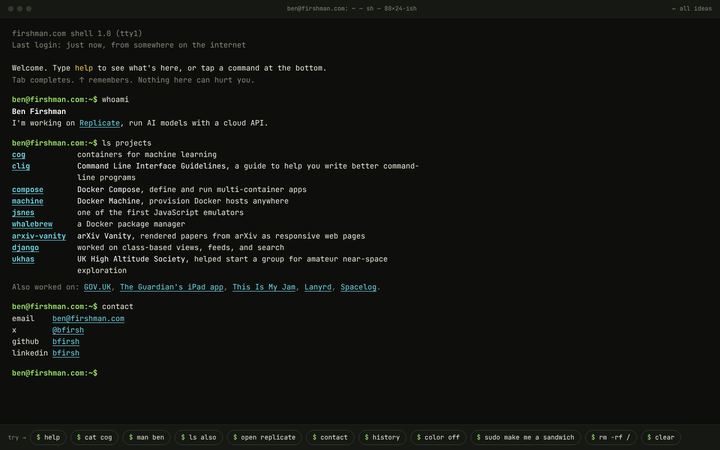 ben@firshman.com: ~ — sh — 80×24-ish
← all ideas
firshman.com shell 1.0 (tty1)
Last login: just now, from somewhere on the internet
Welcome. Type help to see what's here, or tap a command at the bottom.
Tab completes. ↑ remembers. Nothing here can hurt you.
ben@firshman.com:~$ whoami
Ben Firshman
I'm working on Replicate, run AI models with a cloud API.
ben@firshman.com:~$ ls projects
cog containers for machine learning
clig Command Line Interface Guidelines, a guide to help you write better command-
line programs
compose Docker Compose, define and run multi-container apps
machine Docker Machine, provision Docker hosts anywhere
jsnes one of the first JavaScript emulators
whalebrew a Docker package manager
arxiv-vanity arXiv Vanity, rendered papers from arXiv as responsive web pages
django worked on class-based views, feeds, and search
ukhas UK High Altitude Society, helped start a group for amateur near-space
exploration
Also worked on: GOV.UK, The Guardian's iPad app, This Is My Jam, Lanyrd, Spacelog.
ben@firshman.com:~$ contact
email ben@firshman.com
x @bfirsh
github bfirsh
linkedin bfirsh
ben@firshman.com:~$
try → $ help $ cat cog $ man ben $ ls also $ open replicate $ contact $ history $ color off $ sudo make me a sandwich $ rm -rf / $ clear